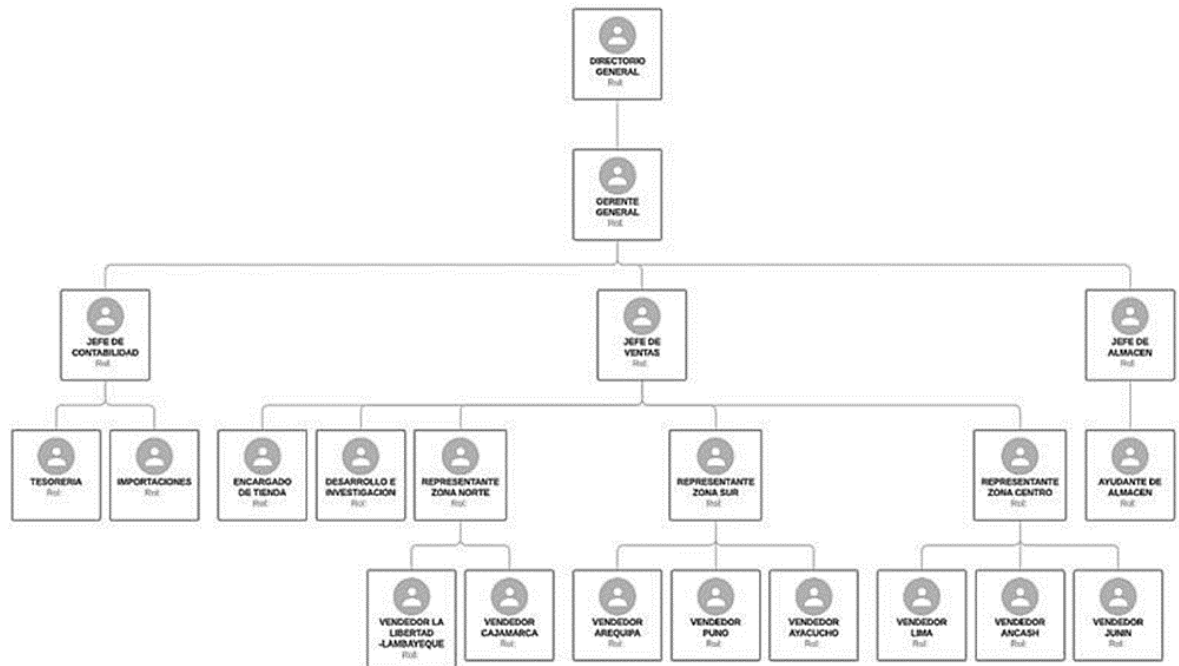 DIRECTORIO
GENERAL
Rol:
GERENTE
GENERAL
Rol:
JEFE DE
CONTABILIDAD
Rol:
JEFE DE
VENTAS
Rol:
JEFE DE
ALMACEN
Rol:
TESORERIA
Rol:
IMPORTACIONES
Rol:
ENCARGADO
DE TIENDA
Rol:
DESARROLLO E
INVESTIGACION
Rol:
REPRESENTANTE
ZONA NORTE
Rol:
REPRESENTANTE
ZONA SUR
Rol:
REPRESENTANTE
ZONA CENTRO
Rol:
AYUDANTE DE
ALMACEN
Rol:
VENDEDOR LA
LIBERTAD
-LAMBAYEQUE
Rol:
VENDEDOR
CAJAMARCA
Rol:
VENDEDOR
AREQUIPA
Rol:
VENDEDOR
PUNO
Rol:
VENDEDOR
AYACUCHO
Rol:
VENDEDOR
LIMA
Rol:
VENDEDOR
ANCASH
Rol:
VENDEDOR
JUNIN
Rol: